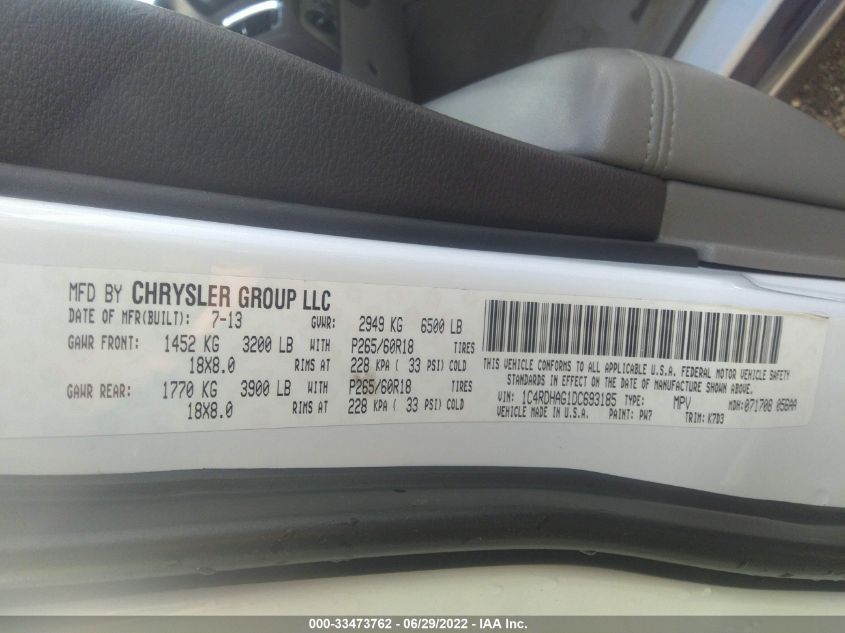 MFD BY CHRYSLER GROUP LLC
DATE OF MFR(BUILT): 7-13 GVWR: 2949 KG 6500 LB
GAWR FRONT: 1452 KG 3200 LB WITH P265/60R18 TIRES
18X8.0 RIMS AT 228 KPA ( 33 PSI) COLD
GAWR REAR: 1770 KG 3900 LB WITH P265/60R18 TIRES
18X8.0 RIMS AT 228 KPA ( 33 PSI) COLD
THIS VEHICLE CONFORMS TO ALL APPLICABLE U.S.A. FEDERAL MOTOR VEHICLE SAFETY
STANDARDS IN EFFECT ON THE DATE OF MANUFACTURE SHOWN ABOVE.
VIN: 1C4RDHAG1DC693185 TYPE: MPV MDH: 071708 056AA
VEHICLE MADE IN U.S.A. PAINT: PW7 TRIM: K7D3
000-33473762 - 06/29/2022 - IAA Inc.